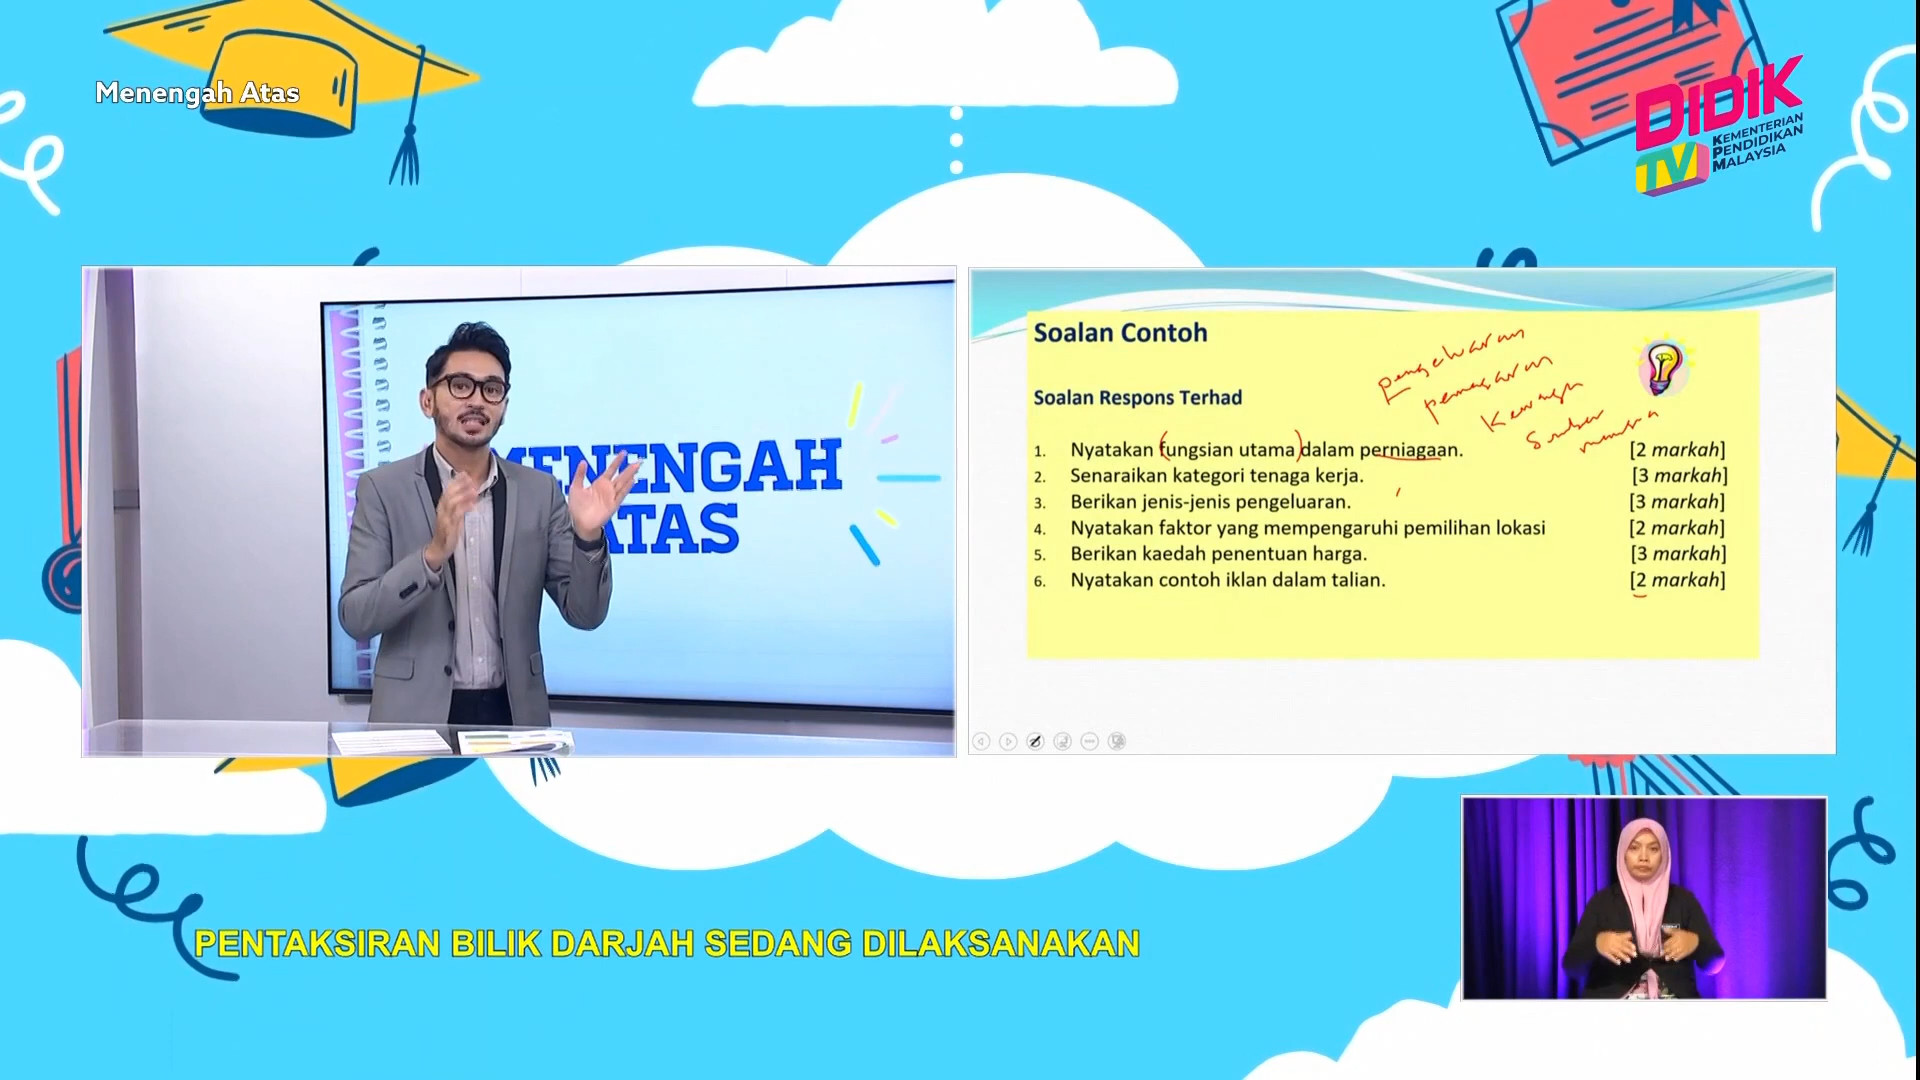 Menengah Atas
DiDiK
TV
KEMENTERIAN
PENDIDIKAN
MALAYSIA
MENENGAH
ATAS
Soalan Contoh
pengeluaran
pemasaran
Soalan Respons Terhad
Sumber
1. Nyatakan (fungsian utama) dalam perniagaan. [2 markah]
2. Senaraikan kategori tenaga kerja. [3 markah]
3. Berikan jenis-jenis pengeluaran. [3 markah]
4. Nyatakan faktor yang mempengaruhi pemilihan lokasi [2 markah]
5. Berikan kaedah penentuan harga. [3 markah]
6. Nyatakan contoh iklan dalam talian. [2 markah]
PENTAKSIRAN BILIK DARJAH SEDANG DILAKSANAKAN